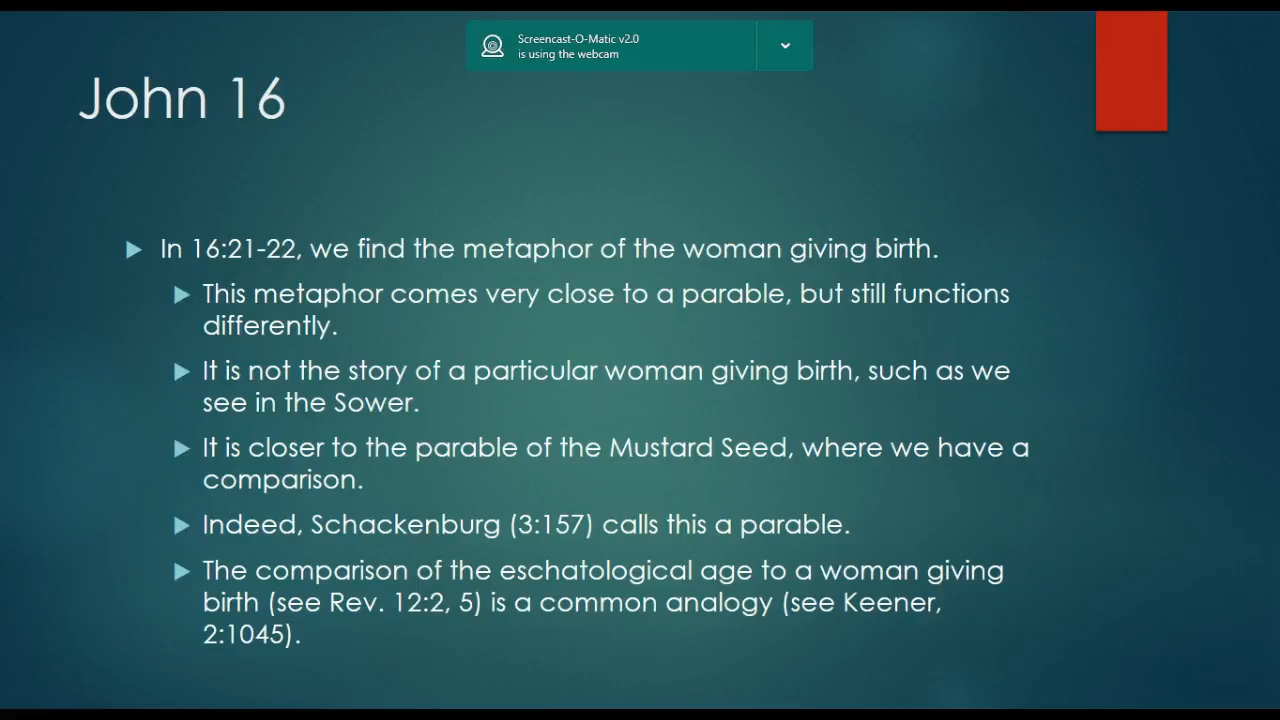 Screencast-O-Matic v2.0
is using the webcam
John 16
In 16:21-22, we find the metaphor of the woman giving birth.
This metaphor comes very close to a parable, but still functions
differently.
It is not the story of a particular woman giving birth, such as we
see in the Sower.
It is closer to the parable of the Mustard Seed, where we have a
comparison.
Indeed, Schackenburg (3:157) calls this a parable.
The comparison of the eschatological age to a woman giving
birth (see Rev. 12:2, 5) is a common analogy (see Keener,
2:1045).